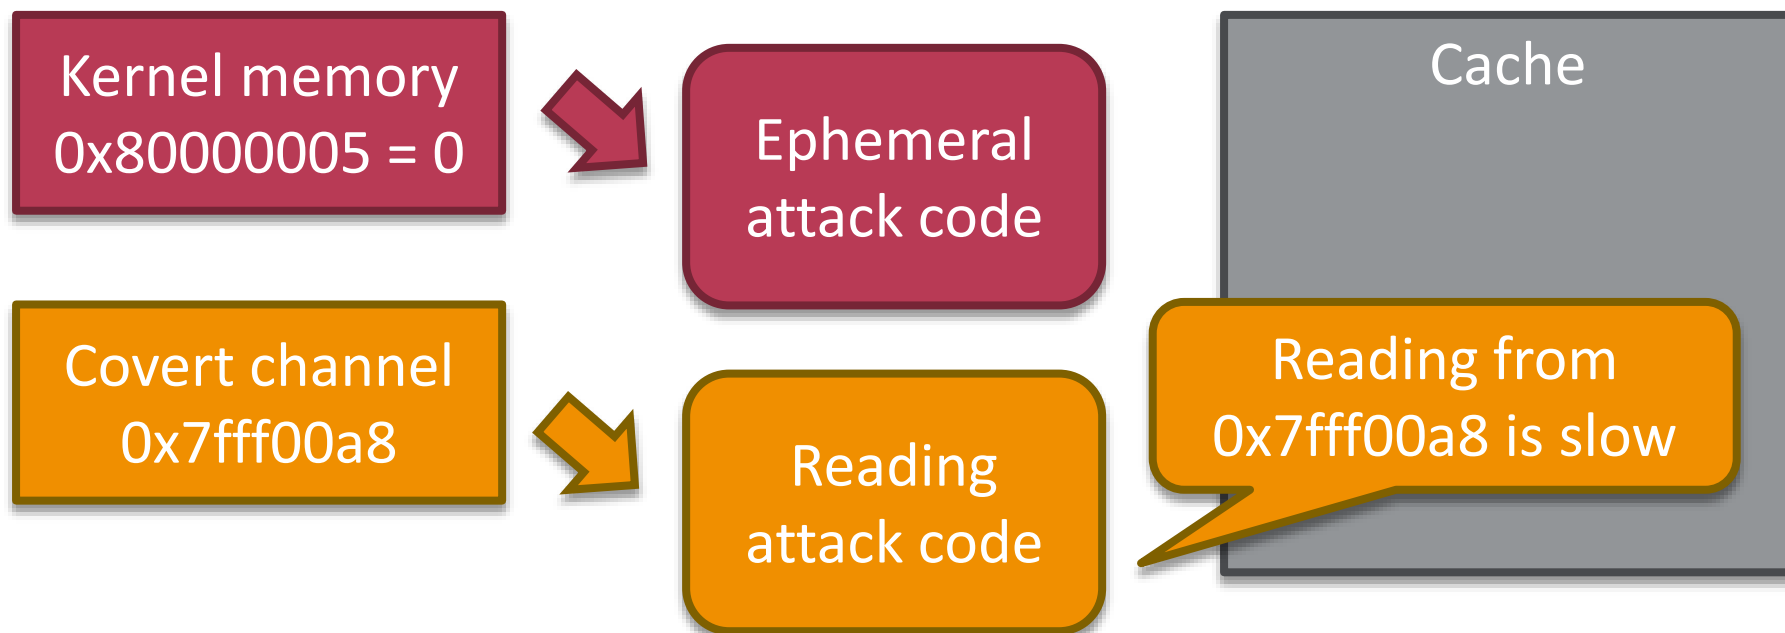 Kernel memory
0x80000005 = 0
Ephemeral
attack code
Cache
Covert channel
0x7fff00a8
Reading
attack code
Reading from
0x7fff00a8 is slow